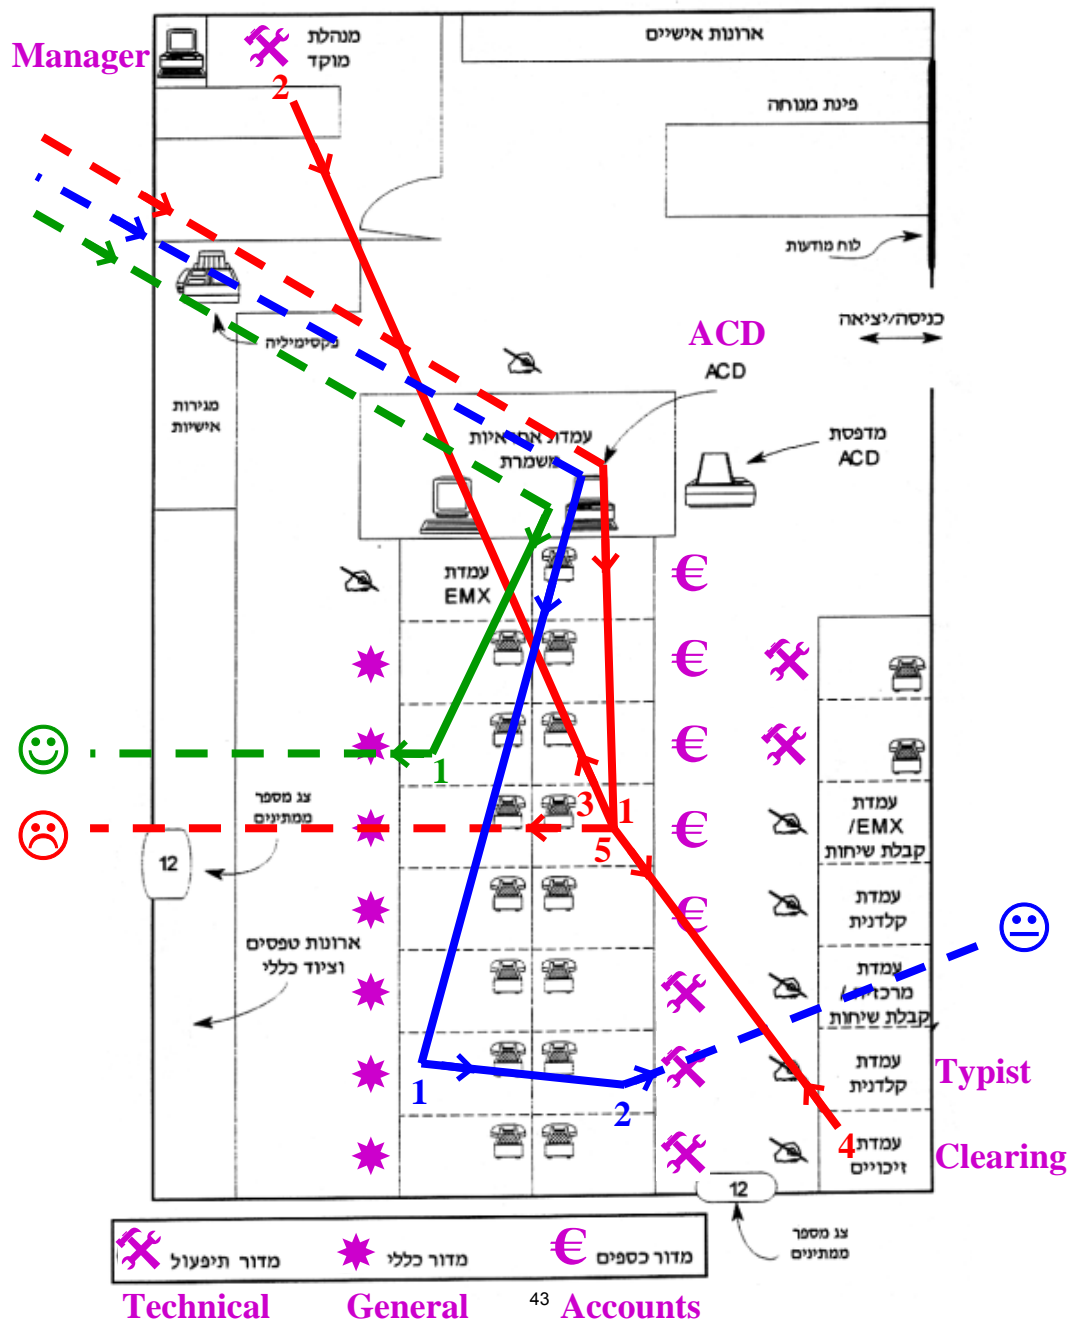 Manager
מנהלת
מוקד
2
ארונות אישיים
פינת מנוחה
לוח מודעות
כניסה/יציאה
פקסימיליה
ACD
ACD
מגירות
אישיות
עמדת אחראיות
משמרת
מדפסת
ACD
עמדת
EMX
€
€
€
1
3
1
5
€
צג מספר
ממתינים
12
עמדת
EMX/
קבלת שיחות
€
עמדת
קלדנית
ארונות טפסים
וציוד כללי
עמדת
מרכזית /
קבלת שיחות
1
2
עמדת
קלדנית
Typist
4
עמדת
זיכויים
Clearing
12
צג מספר
ממתינים
מדור תיפעול
מדור כללי
€ מדור כספים
Technical
General
43
Accounts